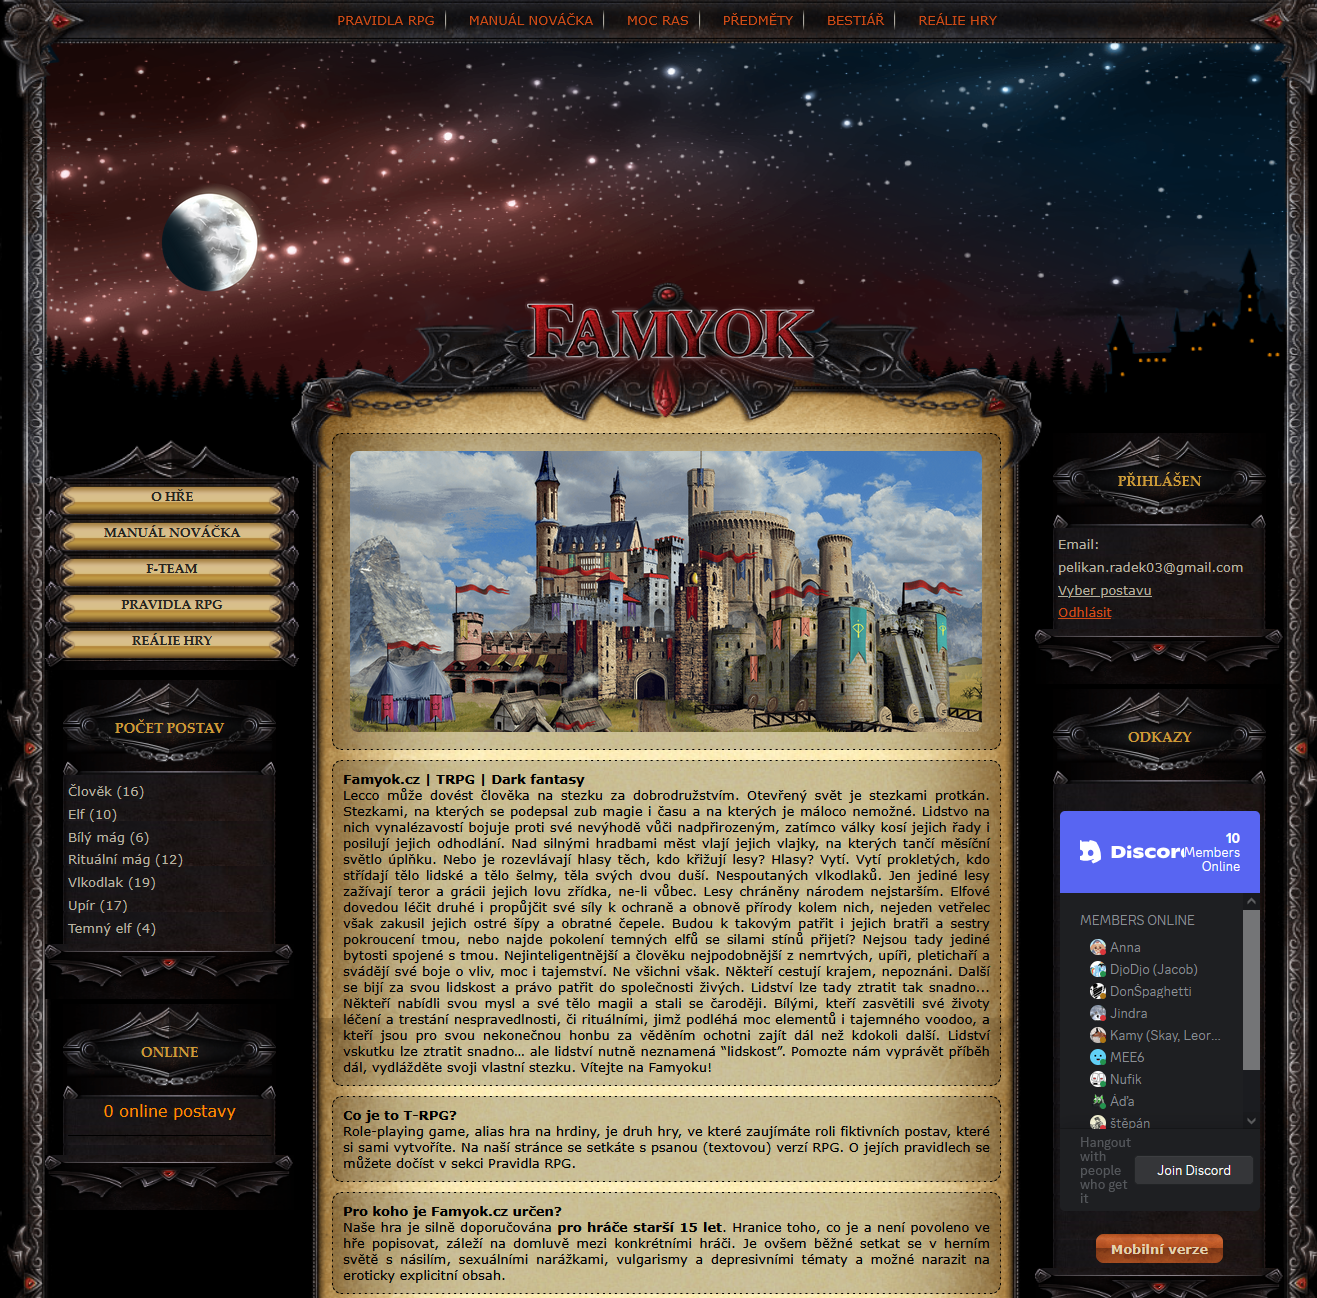 PRAVIDLA RPG
MANUÁL NOVÁČKA
MOC RAS
PŘEDMĚTY
BESTIÁŘ
REÁLIE HRY
FAMYOK
O HŘE
MANUÁL NOVÁČKA
F-TEAM
PRAVIDLA RPG
REÁLIE HRY
POČET POSTAV
Člověk (16)
Elf (10)
Bílý mág (6)
Rituální mág (12)
Vlkodlak (19)
Upír (17)
Temný elf (4)
ONLINE
0 online postavy
Famyok.cz | TRPG | Dark fantasy
Lecco může dovést člověka na stezku za dobrodružstvím. Otevřený svět je stezkami protkán.
Stezkami, na kterých se podepsal zub magie i času a na kterých je máloco nemožné. Lidstvo na
nich vynalézavostí bojuje proti své nevýhodě vůči nadpřirozeným, zatímco války kosí jejich řady i
posilují jejich odhodlání. Nad silnými hradbami měst vlají jejich vlajky, na kterých tančí měsíční
světlo úplňku. Nebo je rozevlávají hlasy těch, kdo křižují lesy? Hlasy? Vytí. Vytí prokletých, kdo
střídají tělo lidské a tělo šelmy, těla svých dvou duší. Nespoutaných vlkodlaků. Jen jediné lesy
zažívají teror a grácii jejich lovu zřídka, ne-li vůbec. Lesy chráněny národem nejstarším. Elfové
dovedou léčit druhé i propůjčit své síly k ochraně a obnově přírody kolem nich, nejeden vetřelec
však zakusil jejich ostré šípy a obratné čepele. Budou k takovým patřit i jejich bratři a sestry
pokroucení tmou, nebo najde pokolení temných elfů se silami stínů přijetí? Nejsou tady jediné
bytosti spojené s tmou. Nejinteligentnější a člověku nejpodobnější z nemrtvých, upíři, pletichaří a
svádějí své boje o vliv, moc i tajemství. Ne všichni však. Někteří cestují krajem, nepoznáni. Další
se bijí za svou lidskost a právo patřit do společnosti živých. Lidství lze tady ztratit tak snadno...
Někteří nabídli svou mysl a své tělo magii a stali se čaroději. Bílými, kteří zasvětili své životy
léčení a trestání nespravedlnosti, či rituálními, jimž podléhá moc elementů i tajemného voodoo, a
kteří jsou pro svou nekonečnou honbu za věděním ochotni zajít dál než kdokoli další. Lidství
vskutku lze ztratit snadno... ale lidství nutně neznamená “lidskost”. Pomozte nám vyprávět příběh
dál, vydlážděte svoji vlastní stezku. Vítejte na Famyoku!
Co je to T-RPG?
Role-playing game, alias hra na hrdiny, je druh hry, ve které zaujímáte roli fiktivních postav, které
si sami vytvoříte. Na naší stránce se setkáte s psanou (textovou) verzí RPG. O jejích pravidlech se
můžete dočíst v sekci Pravidla RPG.
Pro koho je Famyok.cz určen?
Naše hra je silně doporučována pro hráče starší 15 let. Hranice toho, co je a není povoleno ve
hře popisovat, záleží na domluvě mezi konkrétními hráči. Je ovšem běžné setkat se v herním
světě s násilím, sexuálními narážkami, vulgarismy a depresivními tématy a možné narazit na
eroticky explicitní obsah.
PŘIHLÁŠEN
Email:
pelikan.radek03@gmail.com
Vyber postavu
Odhlásit
ODKAZY
Discord
10
Members
Online
MEMBERS ONLINE
Anna
DjoDjo (Jacob)
DonŠpaghetti
Jindra
Kamy (Skay, Leor...
MEE6
Nufik
Áďa
štěpán
Hangout
with
people
who get
it
Join Discord
Mobilní verze